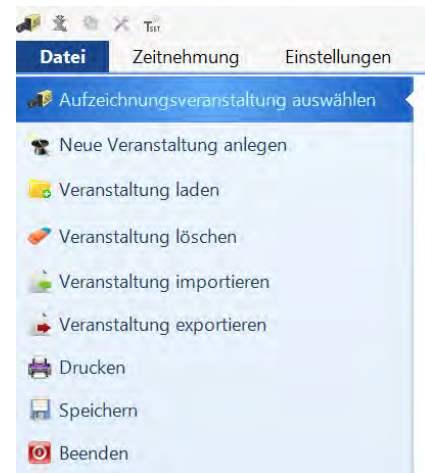 Datei Zeitnehmung Einstellungen
Aufzeichnungsveranstaltung auswählen
Neue Veranstaltung anlegen
Veranstaltung laden
Veranstaltung löschen
Veranstaltung importieren
Veranstaltung exportieren
Drucken
Speichern
Beenden